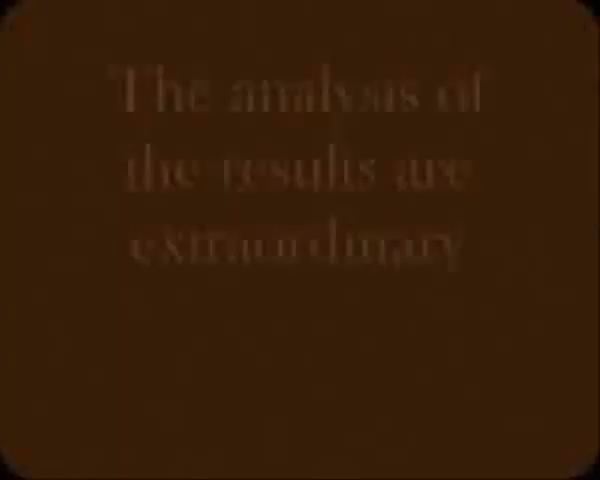 The analysis of
the results are
extraordinary